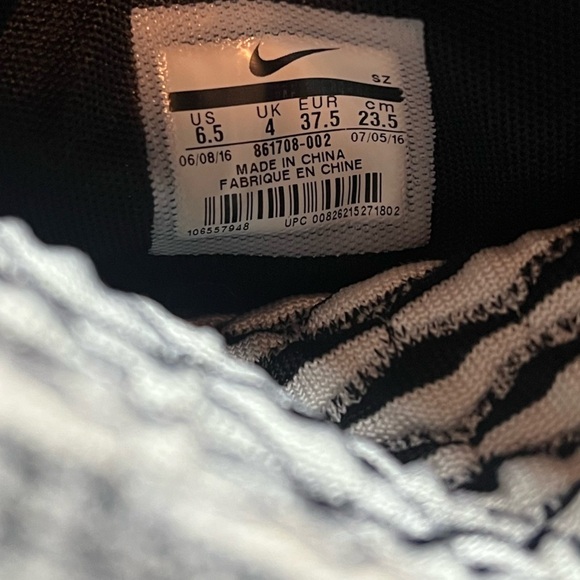 SZ
US UK EUR cm
6.5 4 37.5 23.5
06/08/16 861708-002 07/05/16
MADE IN CHINA
FABRIQUE EN CHINE
106557948 UPC 00826215271802